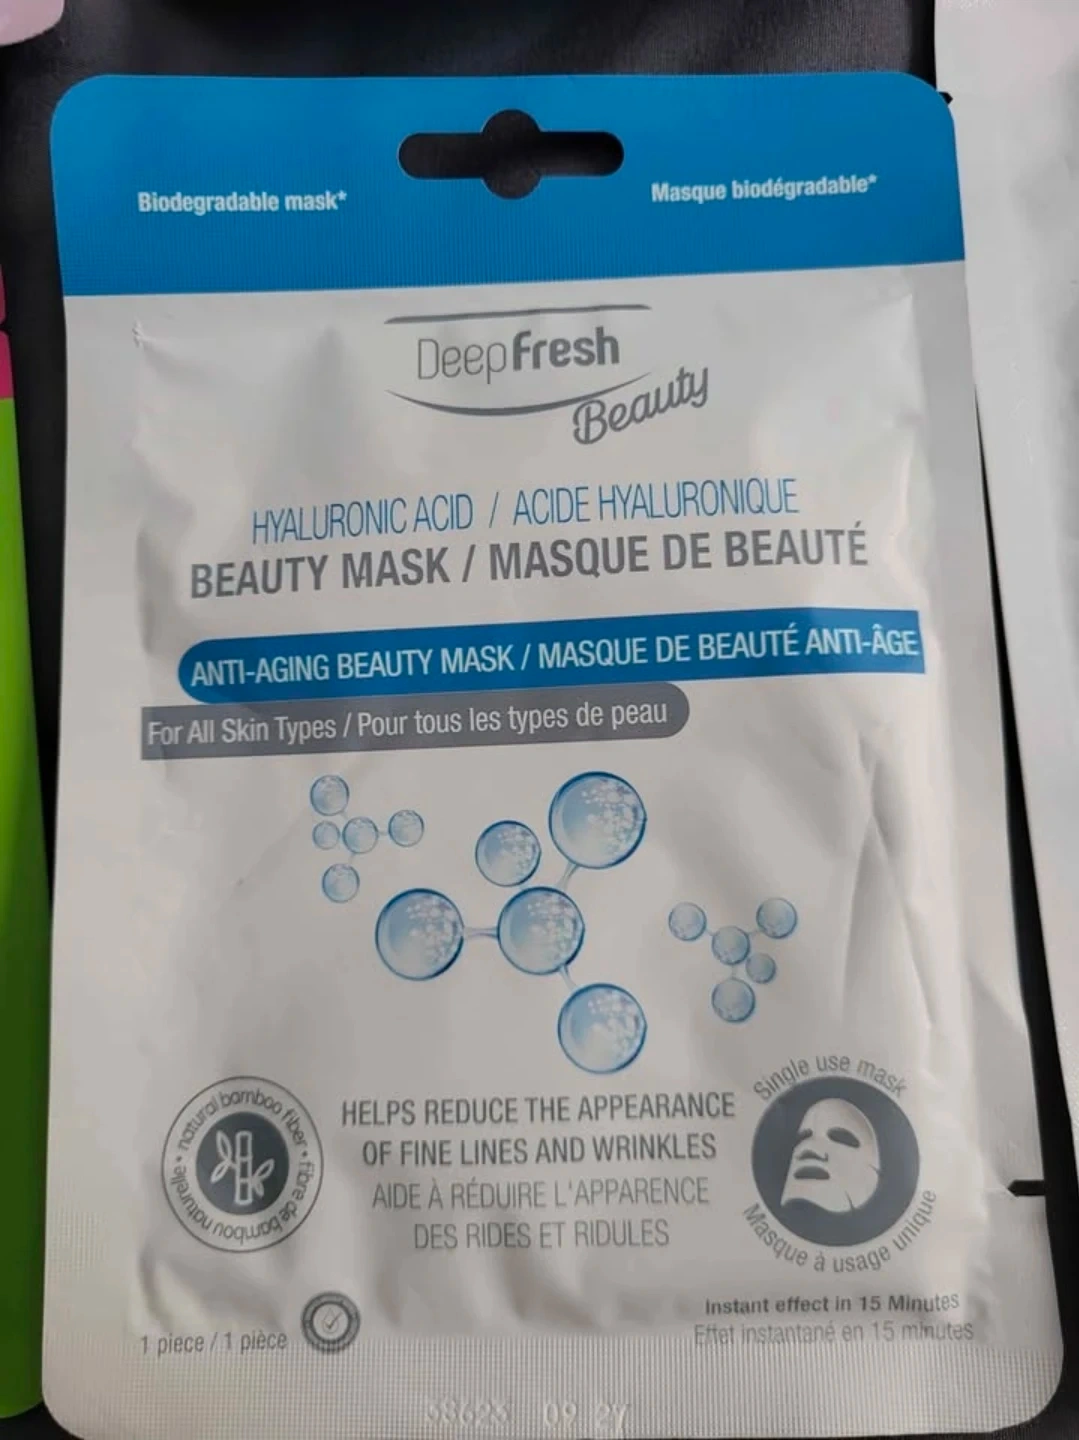 Biodegradable mask*
Masque biodégradable*
DeepFresh
Beauty
HYALURONIC ACID / ACIDE HYALURONIQUE
BEAUTY MASK / MASQUE DE BEAUTÉ
ANTI-AGING BEAUTY MASK / MASQUE DE BEAUTÉ ANTI-ÂGE
For All Skin Types / Pour tous les types de peau
natural bamboo fiber • fibre de bambou naturelle •
HELPS REDUCE THE APPEARANCE
OF FINE LINES AND WRINKLES
AIDE À RÉDUIRE L'APPARENCE
DES RIDES ET RIDULES
Single use mask
Masque à usage unique
Instant effect in 15 Minutes
Effet instantané en 15 minutes
1 piece / 1 pièce
09 27